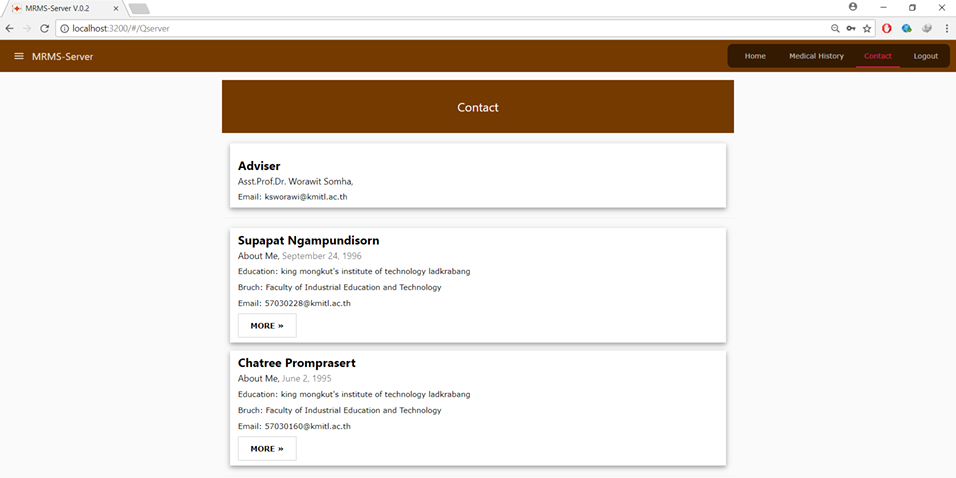 MRMS-Server V.0.2
localhost:3200/#/Qserver
MRMS-Server
Home
Medical History
Contact
Logout
Contact
Adviser
Asst.Prof.Dr. Worawit Somha,
Email: ksworawi@kmitl.ac.th
Supapat Ngampundisorn
About Me, September 24, 1996
Education: king mongkut's institute of technology ladkrabang
Bruch: Faculty of Industrial Education and Technology
Email: 57030228@kmitl.ac.th
MORE »
Chatree Promprasert
About Me, June 2, 1995
Education: king mongkut's institute of technology ladkrabang
Bruch: Faculty of Industrial Education and Technology
Email: 57030160@kmitl.ac.th
MORE »